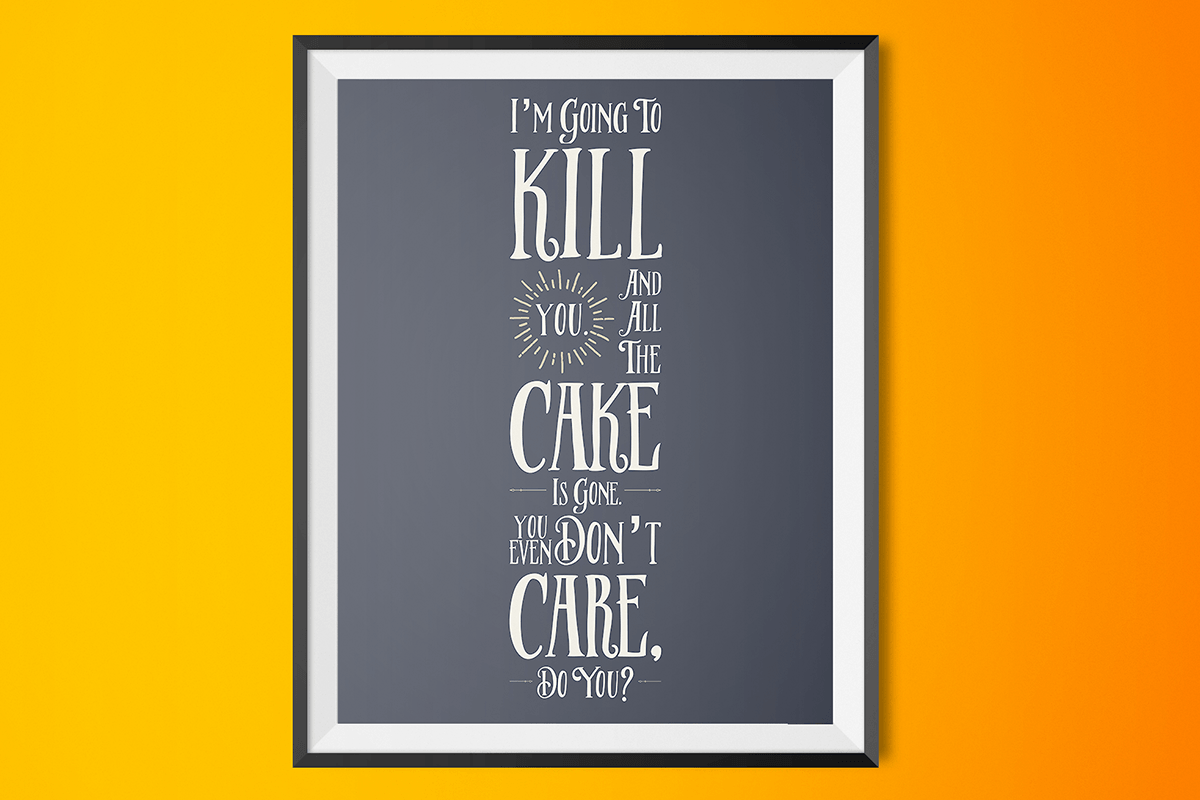 I'm Going To
KILL
YOU. And
All
The
CAKE
Is Gone.
YOU
EVEN Don't
CARE,
Do You?